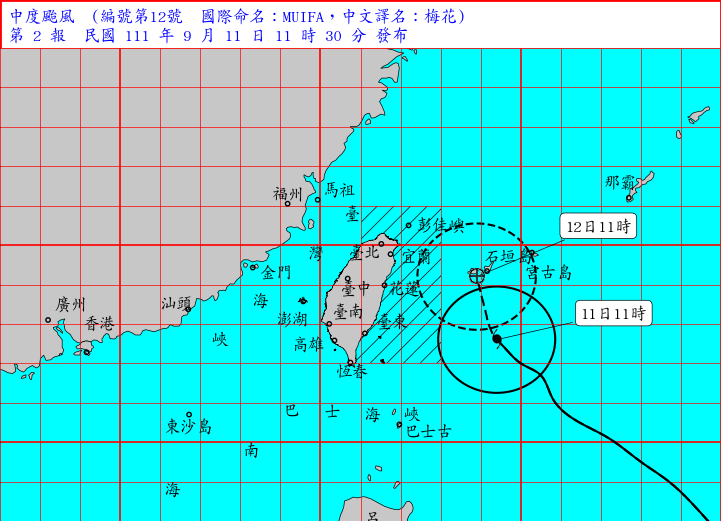 中度颱風 (編號第12號 國際命名：MUIFA，中文譯名：梅花)
第 2 報 民國 111 年 9 月 11 日 11 時 30 分 發布
那霸
馬祖
福州
臺
彭佳嶼
12日11時
灣
臺北
宜蘭
石垣島
宮古島
金門
臺中
花蓮
海
廣州
汕頭
澎湖
臺南
11日11時
香港
臺東
峽
高雄
恆春
巴 士 海 峽
東沙島
巴士古
南
海
呂